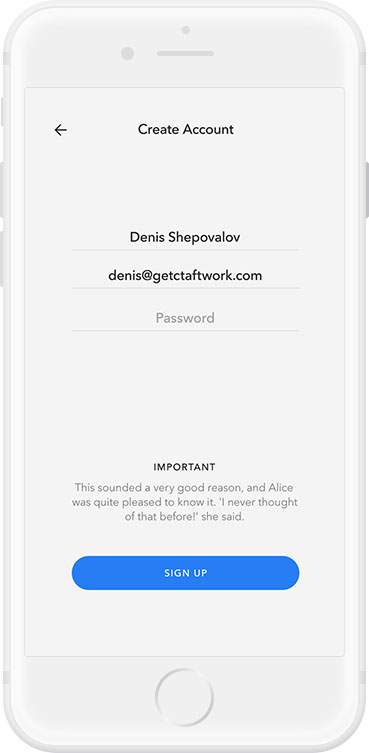 Create Account
Denis Shepovalov
denis@getctaftwork.com
Password
IMPORTANT
This sounded a very good reason, and Alice
was quite pleased to know it. 'I never thought
of that before!' she said.
SIGN UP